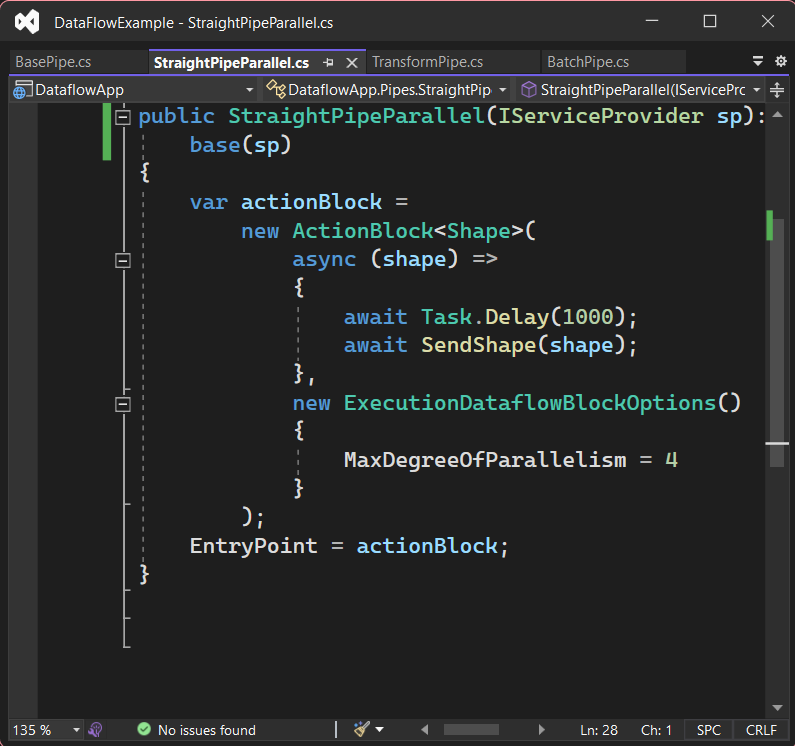 DataFlowExample - StraightPipeParallel.cs
BasePipe.cs StraightPipeParallel.cs TransformPipe.cs BatchPipe.cs
DataflowApp DataflowApp.Pipes.StraightPip StraightPipeParallel(IServiceProc
public StraightPipeParallel(IServiceProvider sp):
base(sp)
{
var actionBlock =
new ActionBlock<Shape>(
async (shape) =>
{
await Task.Delay(1000);
await SendShape(shape);
},
new ExecutionDataflowBlockOptions()
{
MaxDegreeOfParallelism = 4
}
);
EntryPoint = actionBlock;
}
135 % No issues found Ln: 28 Ch: 1 SPC CRLF